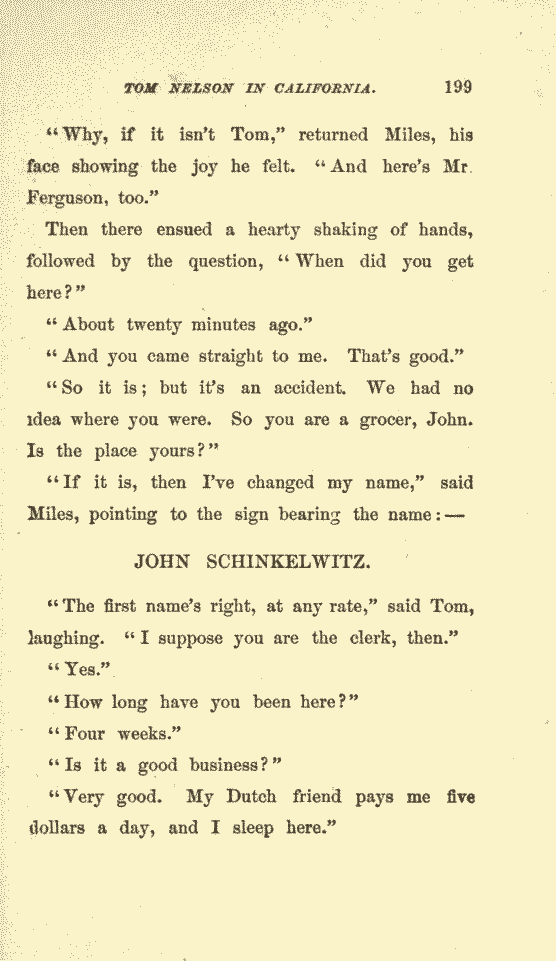 TOM NELSON IN CALIFORNIA. 199
“Why, if it isn't Tom,” returned Miles, his
face showing the joy he felt. “And here's Mr.
Ferguson, too.”
Then there ensued a hearty shaking of hands,
followed by the question, “When did you get
here?”
“About twenty minutes ago.”
“And you came straight to me. That's good.”
“So it is; but it's an accident. We had no
idea where you were. So you are a grocer, John.
Is the place yours?”
“If it is, then I've changed my name,” said
Miles, pointing to the sign bearing the name:—
JOHN SCHINKELWITZ.
“The first name's right, at any rate,” said Tom,
laughing. “I suppose you are the clerk, then.”
“Yes.”
“How long have you been here?”
“Four weeks.”
“Is it a good business?”
“Very good. My Dutch friend pays me five
dollars a day, and I sleep here.”